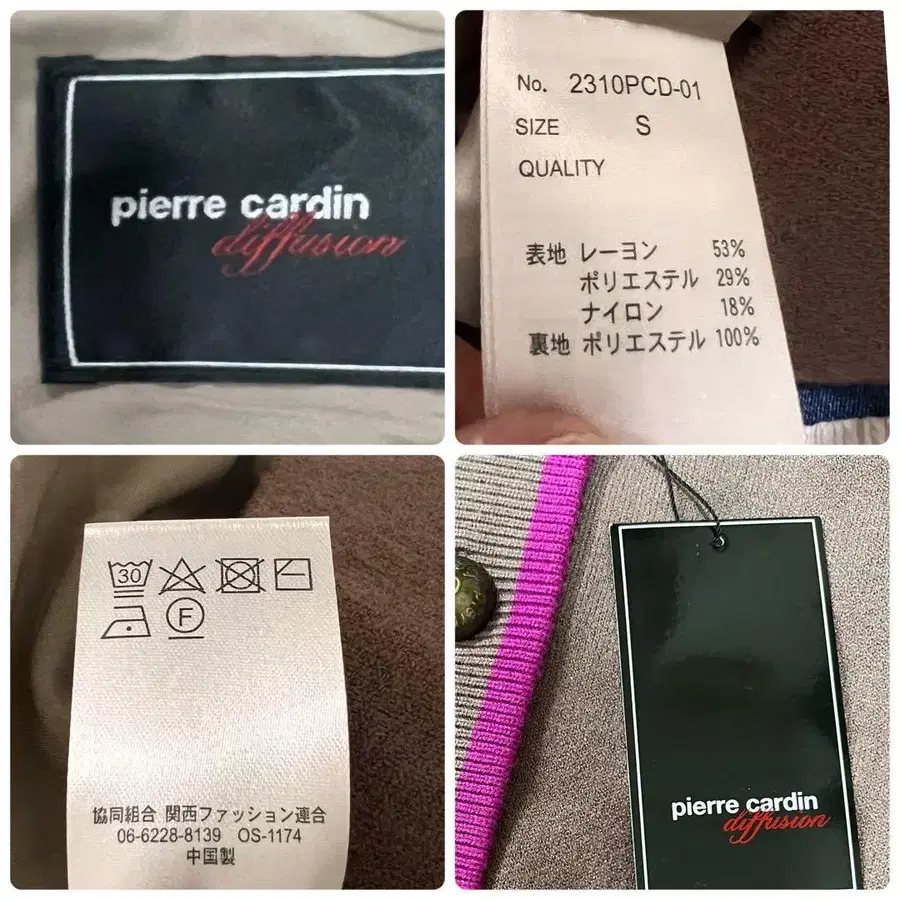 pierre cardin
diffusion
No. 2310PCD-01
SIZE S
QUALITY
表地 レーヨン 53%
ポリエステル 29%
ナイロン 18%
裏地 ポリエステル 100%
30
F
協同組合 関西ファッション連合
06-6228-8139 OS-1174
中国製
pierre cardin
diffusion